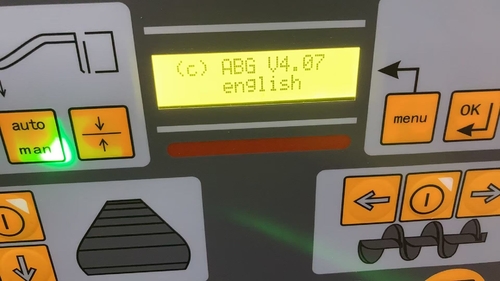 (c) ABG V4.07
english
auto
man
menu
OK